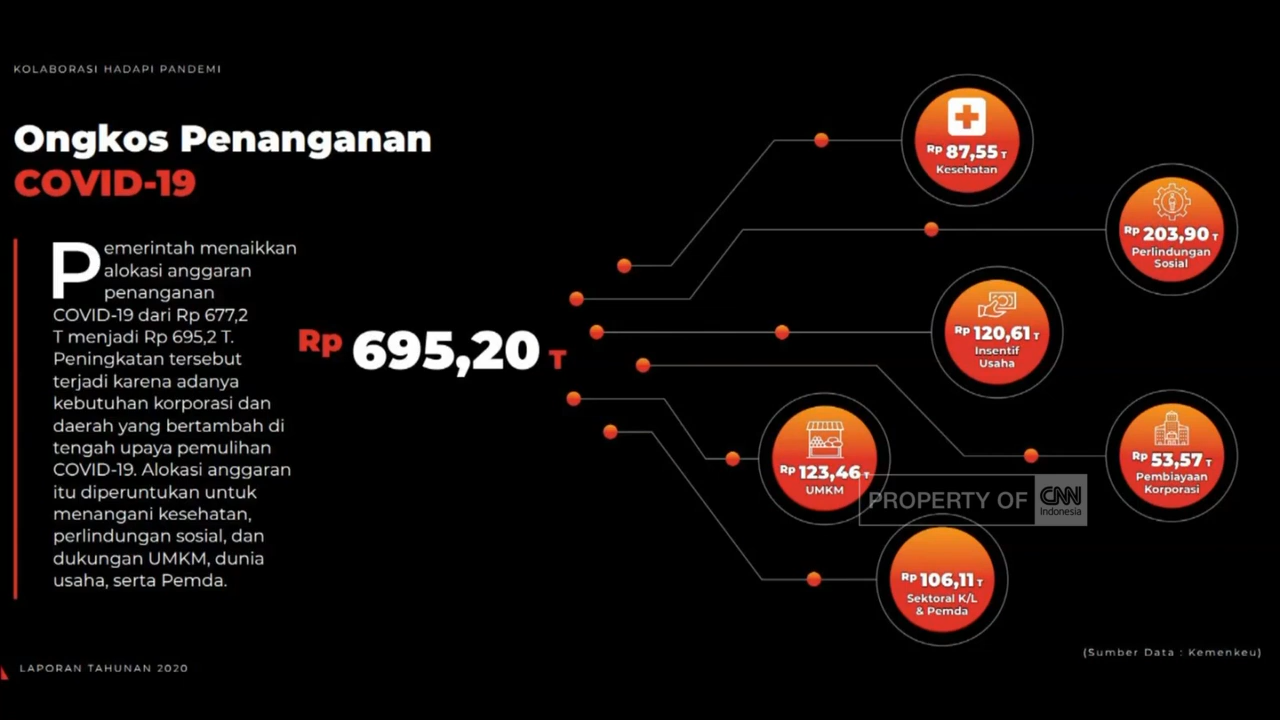 KOLABORASI HADAPI PANDEMI
Ongkos Penanganan
COVID-19
Pemerintah menaikkan
alokasi anggaran
penanganan
COVID-19 dari Rp 677,2
T menjadi Rp 695,2 T.
Peningkatan tersebut
terjadi karena adanya
kebutuhan korporasi dan
daerah yang bertambah di
tengah upaya pemulihan
COVID-19. Alokasi anggaran
itu diperuntukan untuk
menangani kesehatan,
perlindungan sosial, dan
dukungan UMKM, dunia
usaha, serta Pemda.
Rp 695,20 T
Rp 87,55 T
Kesehatan
Rp 203,90 T
Perlindungan
Sosial
Rp 120,61 T
Insentif
Usaha
Rp 53,57 T
Pembiayaan
Korporasi
Rp 123,46 T
UMKM
PROPERTY OF CNN
Indonesia
Rp 106,11 T
Sektoral K/L
& Pemda
(Sumber Data : Kemenkeu)
LAPORAN TAHUNAN 2020